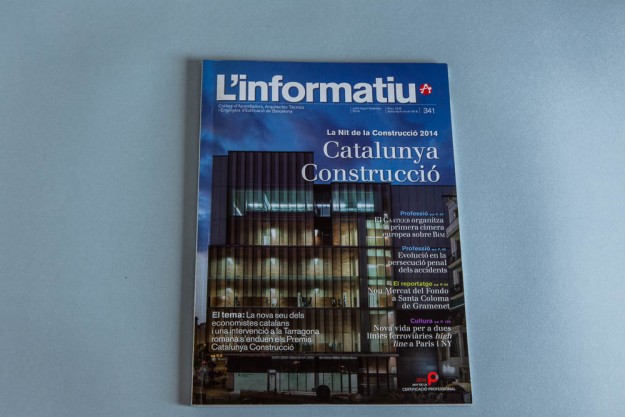 L'informatiu
Col·legi d'Aparelladors, Arquitectes Tècnics
i Enginyers d'Edificació de Barcelona
341
La Nit de la Construcció 2014
Catalunya
Construcció
Professió
El CAATEEB organitza
la primera cimera
europea sobre BIM
Professió
Evolució en la
persecució penal
dels accidents
El reportatge
Nou Mercat del Fondo
a Santa Coloma
de Gramenet
Cultura
Nova vida per a dues
línies ferroviàries high
line a París i NY
El tema: La nova seu dels
economistes catalans
i una intervenció a la Tarragona
romana s'enduen els Premis
Catalunya Construcció
CERTIFICACIÓ PROFESSIONAL